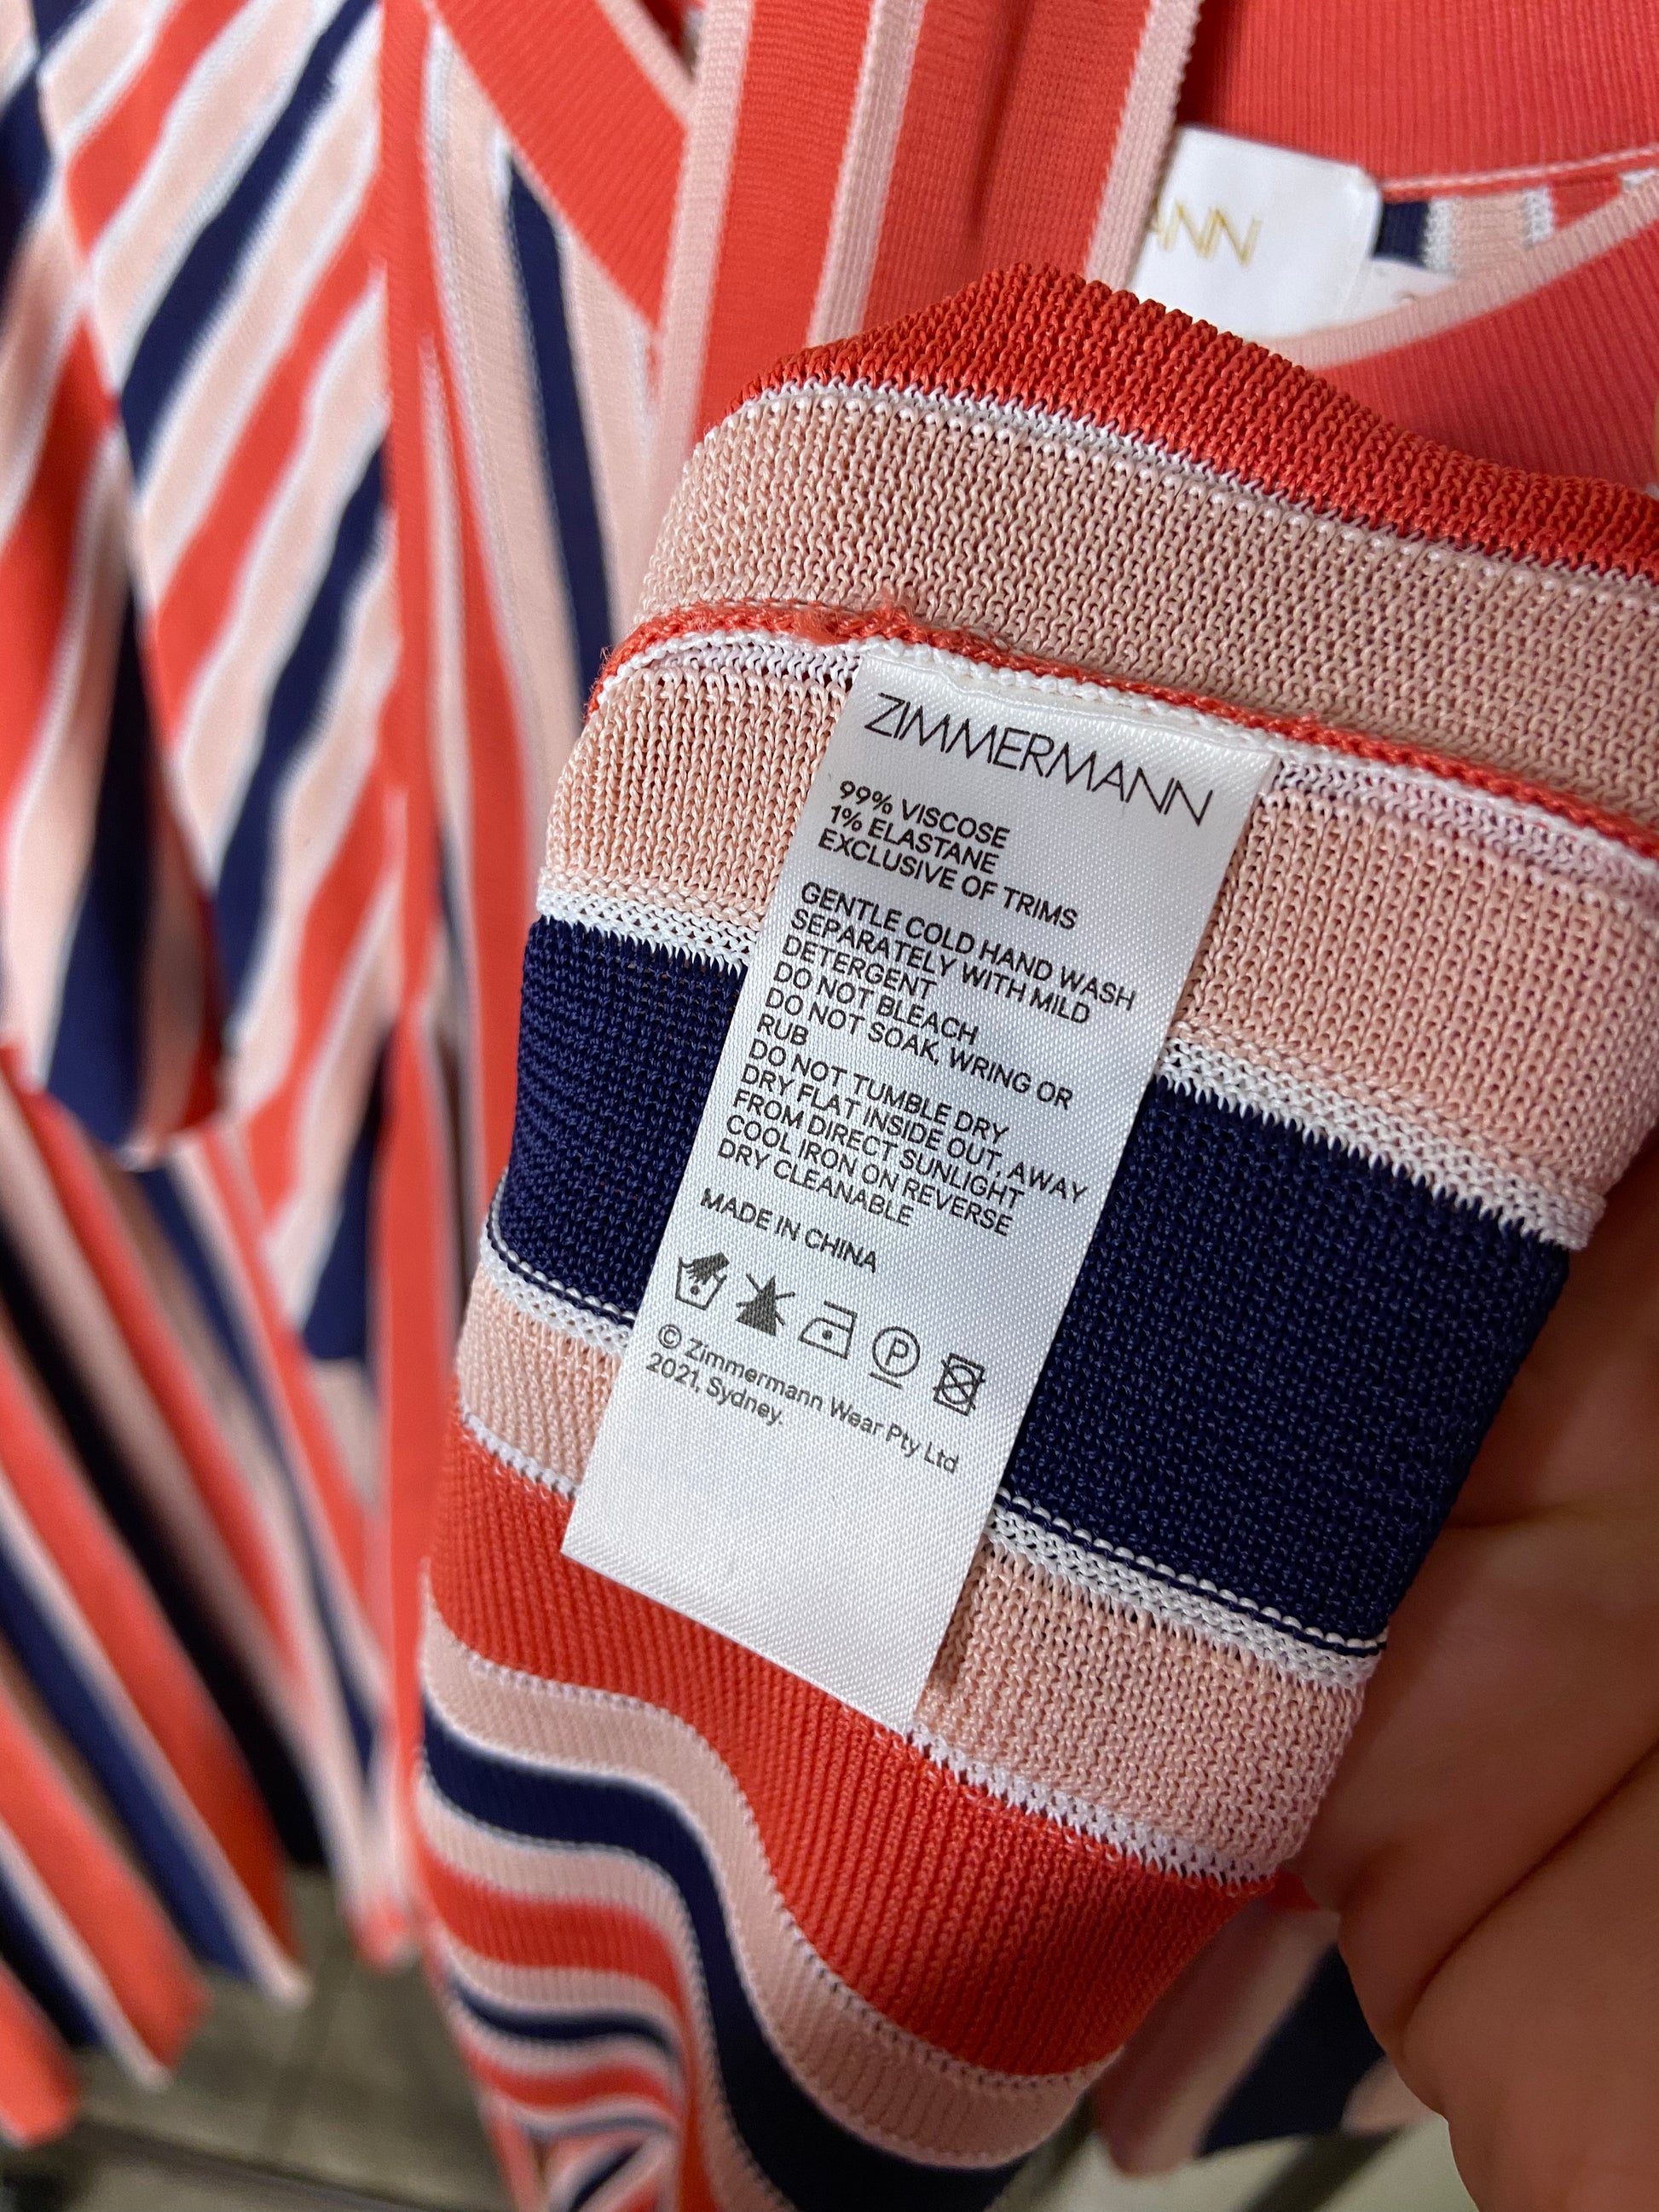 ANN
ZIMMERMANN
99% VISCOSE
1% ELASTANE
EXCLUSIVE OF TRIMS
GENTLE COLD HAND WASH
SEPARATELY WITH MILD
DETERGENT
DO NOT BLEACH
DO NOT SOAK, WRING OR
RUB
DO NOT TUMBLE DRY
DRY FLAT INSIDE OUT, AWAY
FROM DIRECT SUNLIGHT
COOL IRON ON REVERSE
DRY CLEANABLE
MADE IN CHINA
P
© Zimmermann Wear Pty Ltd
2021, Sydney.